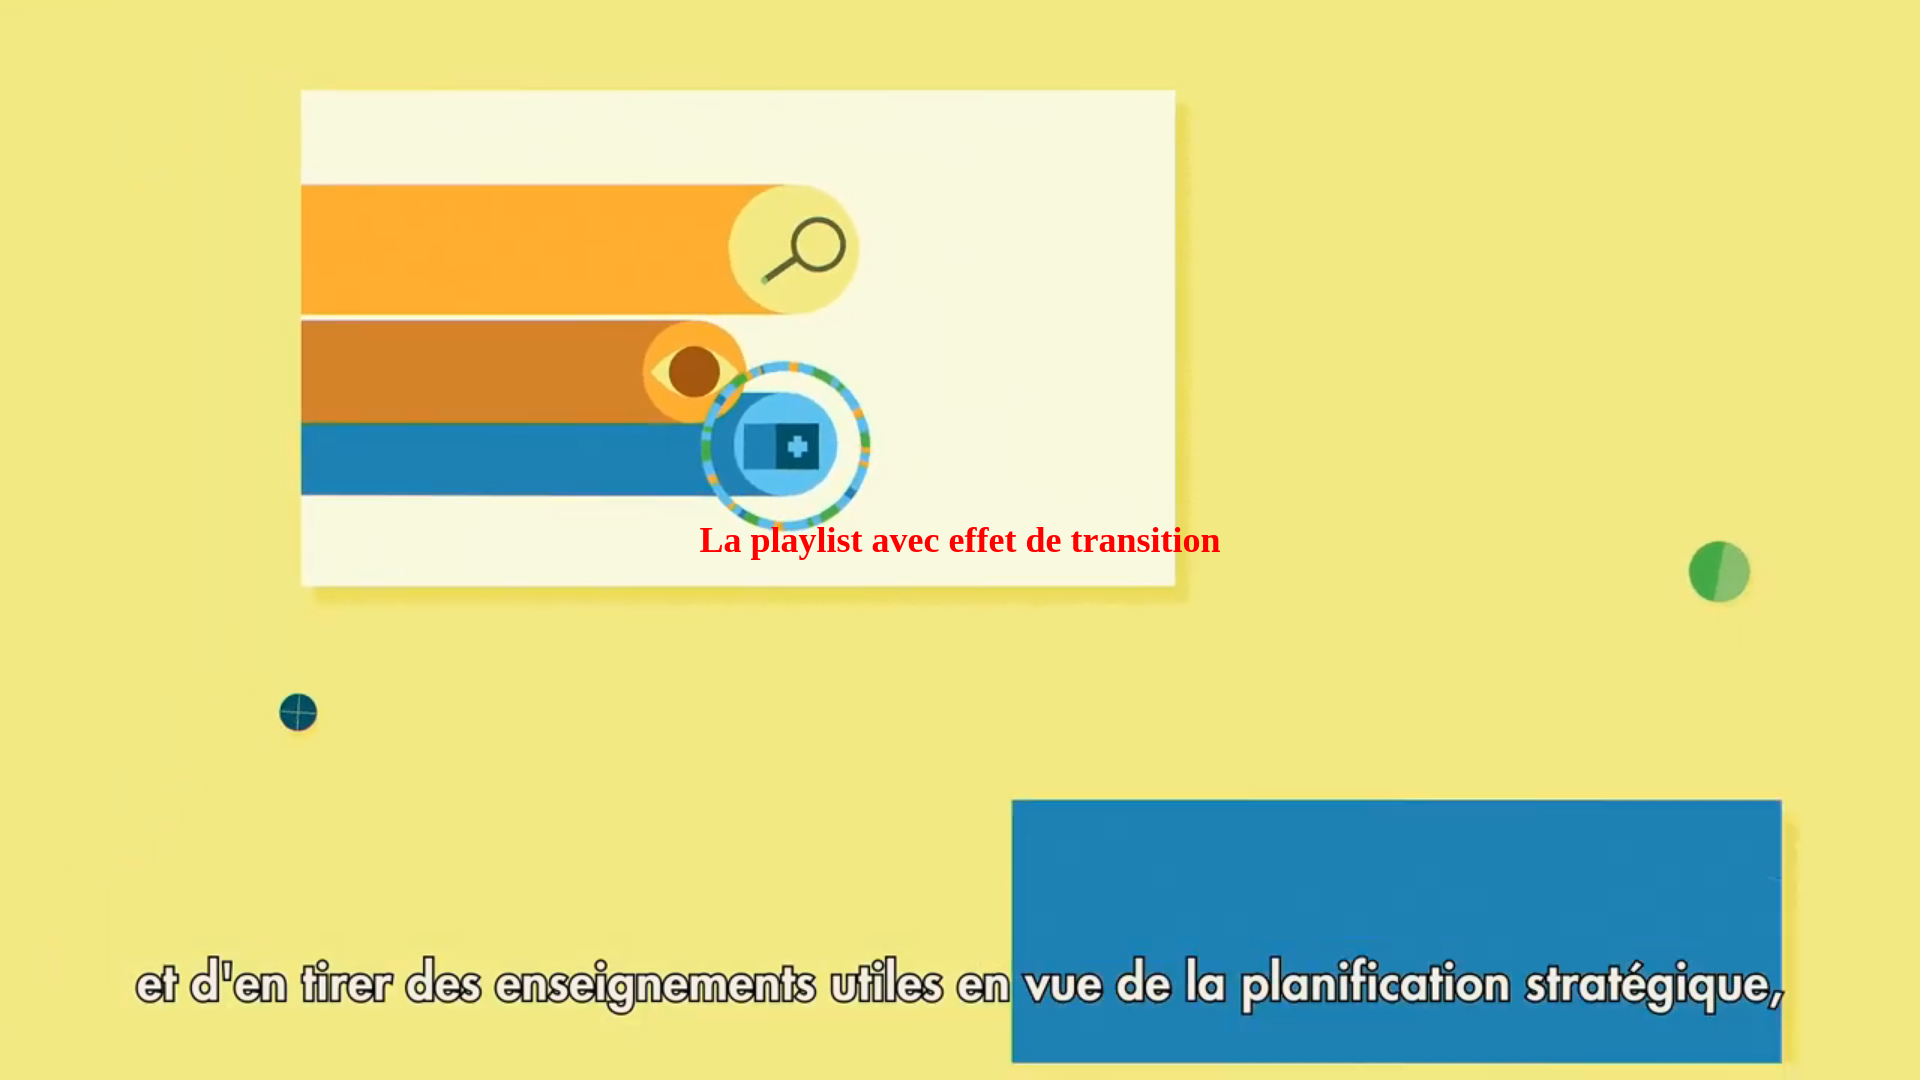 La playlist avec effet de transition
et d'en tirer des enseignements utiles en vue de la planification stratégique,